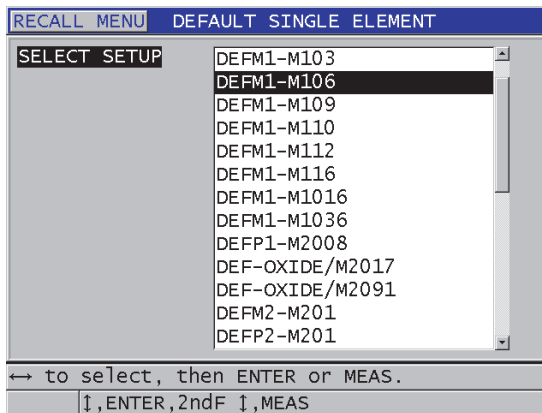 RECALL MENU DEFAULT SINGLE ELEMENT
SELECT SETUP
DEFM1-M103
DEFM1-M106
DEFM1-M109
DEFM1-M110
DEFM1-M112
DEFM1-M116
DEFM1-M1016
DEFM1-M1036
DEFP1-M2008
DEF-OXIDE/M2017
DEF-OXIDE/M2091
DEFM2-M201
DEFP2-M201
↔ to select, then ENTER or MEAS.
↕,ENTER,2ndF ↕,MEAS